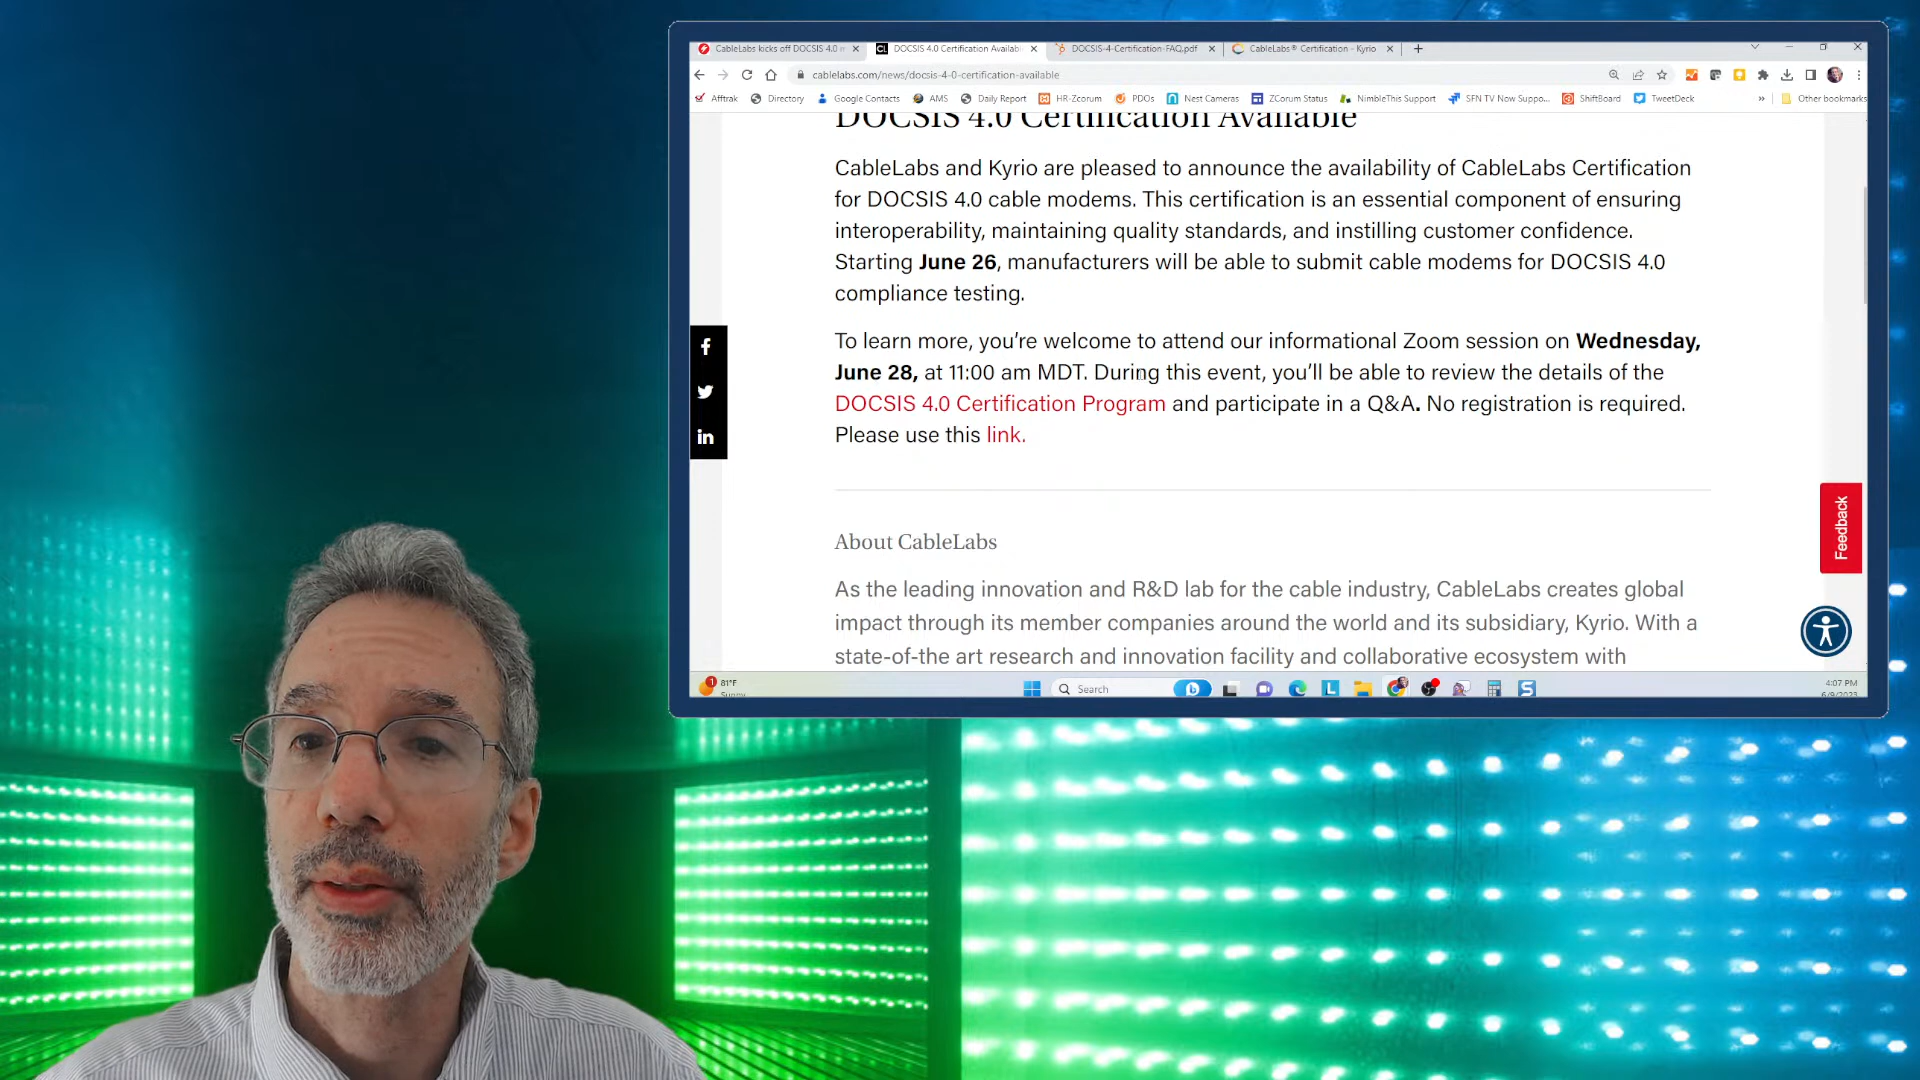 CableLabs kicks off DOCSIS 4.0 m
DOCSIS 4.0 Certification Availab
DOCSIS-4-Certification-FAQ.pdf
CableLabs® Certification - Kyrio
cablelabs.com/news/docsis-4-0-certification-available
Afftrak Directory Google Contacts AMS Daily Report HR-Zcorum PDOs Nest Cameras ZCorum Status NimbleThis Support SFN TV Now Suppo... ShiftBoard TweetDeck » Other bookmarks
DOCSIS 4.0 Certification Available
CableLabs and Kyrio are pleased to announce the availability of CableLabs Certification
for DOCSIS 4.0 cable modems. This certification is an essential component of ensuring
interoperability, maintaining quality standards, and instilling customer confidence.
Starting June 26, manufacturers will be able to submit cable modems for DOCSIS 4.0
compliance testing.
To learn more, you're welcome to attend our informational Zoom session on Wednesday,
June 28, at 11:00 am MDT. During this event, you'll be able to review the details of the
DOCSIS 4.0 Certification Program and participate in a Q&A. No registration is required.
Please use this link.
Feedback
About CableLabs
As the leading innovation and R&D lab for the cable industry, CableLabs creates global
impact through its member companies around the world and its subsidiary, Kyrio. With a
state-of-the art research and innovation facility and collaborative ecosystem with
1
81°F
Sunny
Search
4:07 PM
6/9/2023